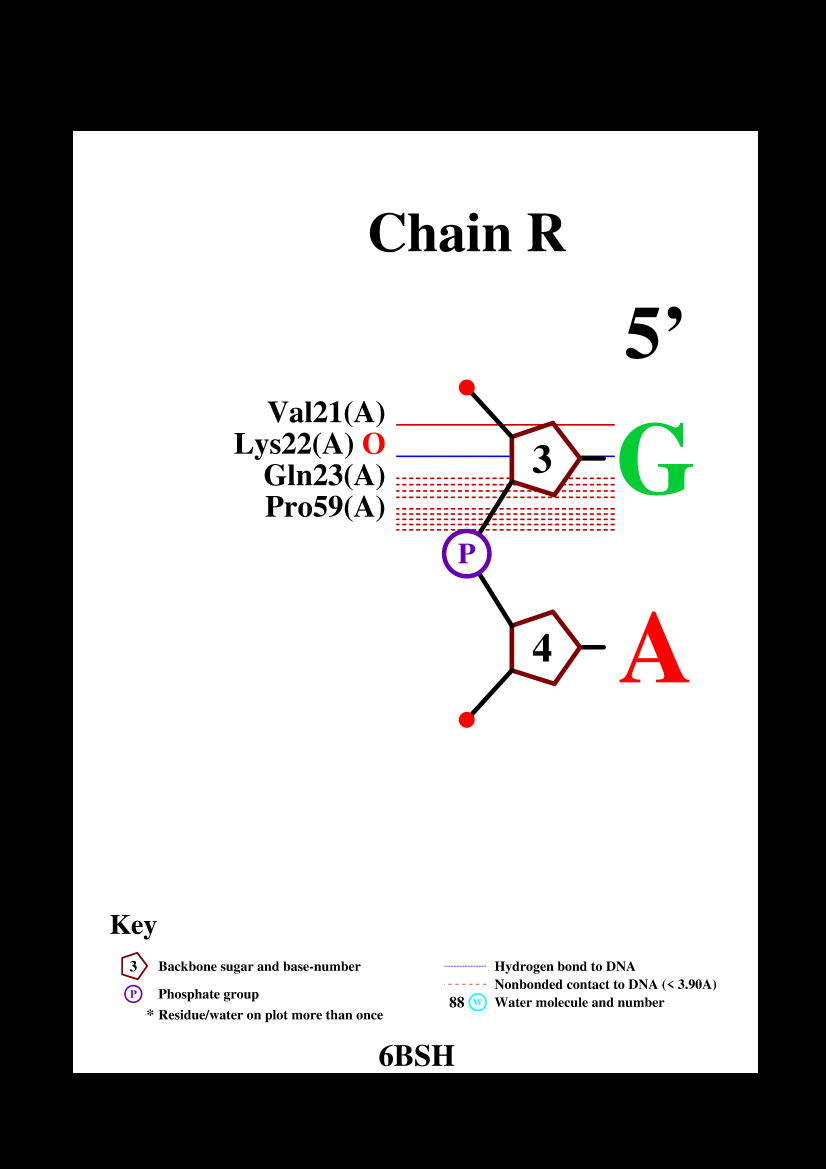 Chain R
5’
Val21(A)
Lys22(A) O
Gln23(A)
Pro59(A)
3
G
P
4
A
Key
3 Backbone sugar and base-number
P Phosphate group
* Residue/water on plot more than once
Hydrogen bond to DNA
Nonbonded contact to DNA (< 3.90A)
88 W Water molecule and number
6BSH